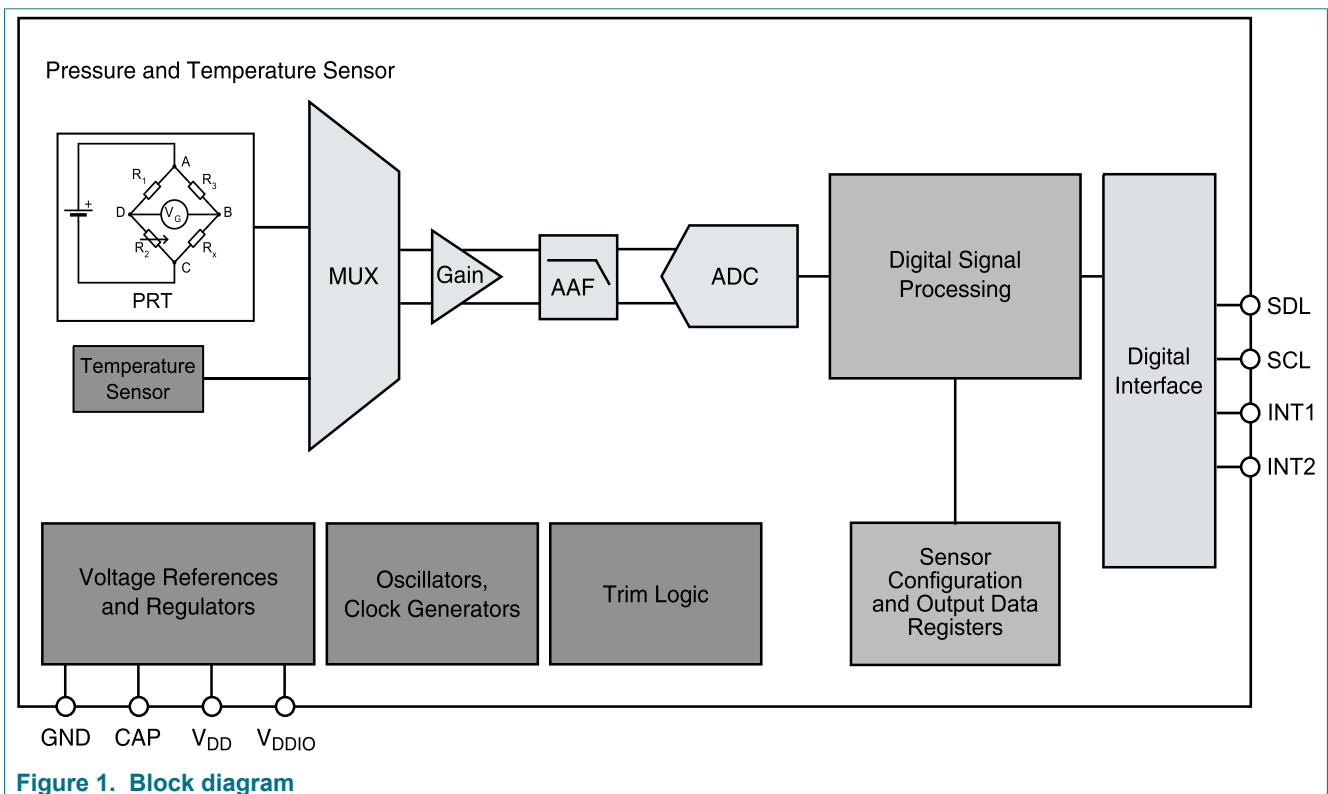 Pressure and Temperature Sensor
A
R1
R3
+
D
VG
B
R2
Rx
C
PRT
Temperature
Sensor
MUX
Gain
AAF
ADC
Digital Signal
Processing
Digital
Interface
SDL
SCL
INT1
INT2
Voltage References
and Regulators
Oscillators,
Clock Generators
Trim Logic
Sensor
Configuration
and Output Data
Registers
GND
CAP
VDD
VDDIO
Figure 1. Block diagram